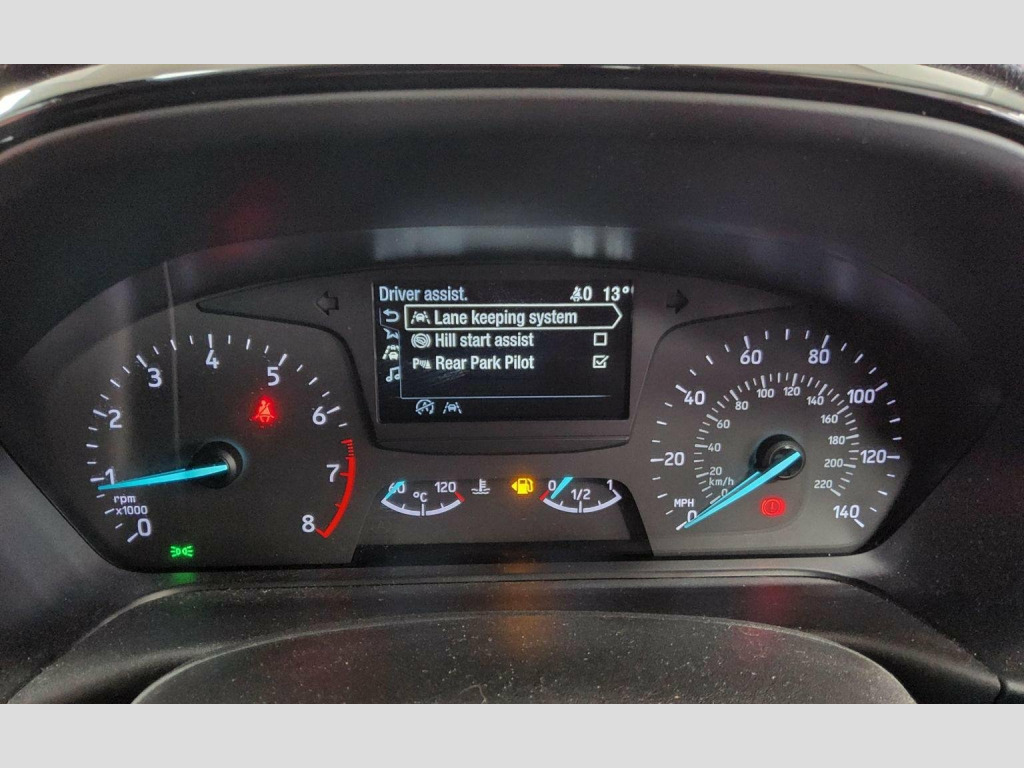 Driver assist. 40 13°
Lane keeping system
Hill start assist
Rear Park Pilot
0 1 2 3 4 5 6 7 8
rpm
x1000
60 °C 120
0 1/2 1
0 20 40 60 80 100 120 140
MPH
0 20 40 60 80 100 120 140 160 180 200 220
km/h